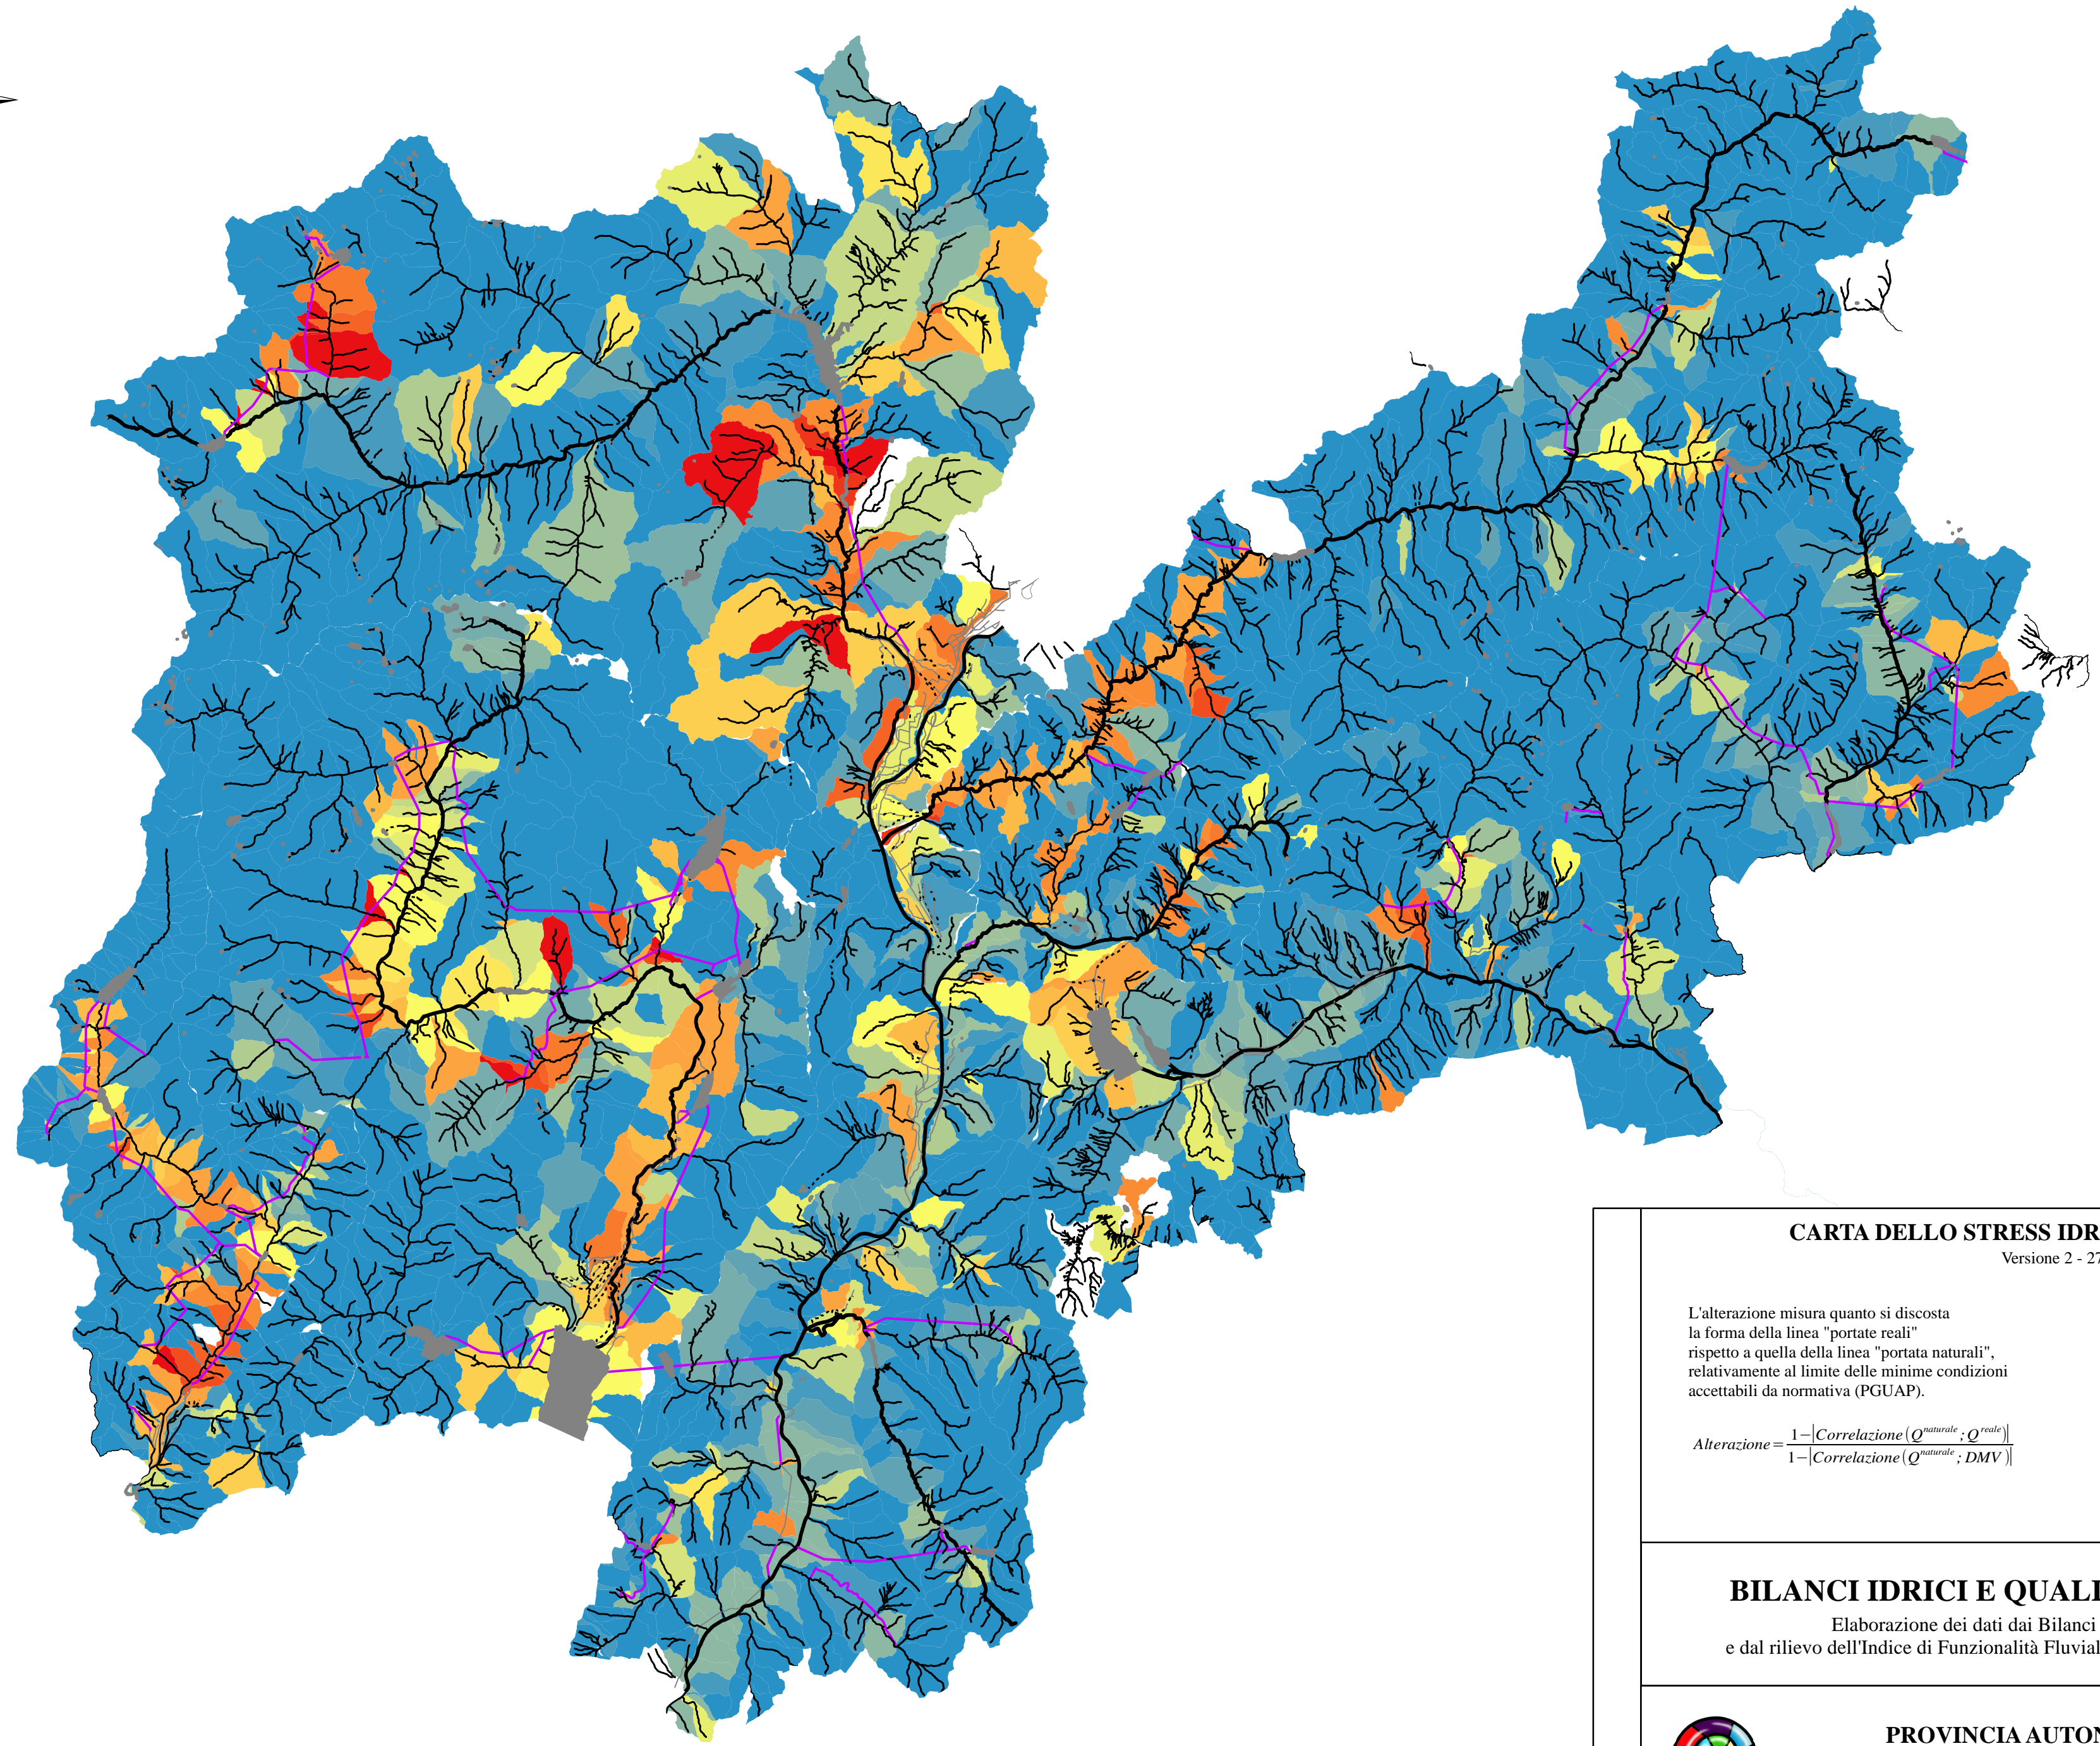 CARTA DELLO STRESS IDR
Versione 2 - 27
L'alterazione misura quanto si discosta
la forma della linea "portate reali"
rispetto a quella della linea "portata naturali",
relativamente al limite delle minime condizioni
accettabili da normativa (PGUAP).
Alterazione = 1−|Correlazione(Q^naturale ; Q^reale)|
1−|Correlazione(Q^naturale ; DMV)|
BILANCI IDRICI E QUALI
Elaborazione dei dati dai Bilanci
e dal rilievo dell'Indice di Funzionalità Fluvial
PROVINCIA AUTON